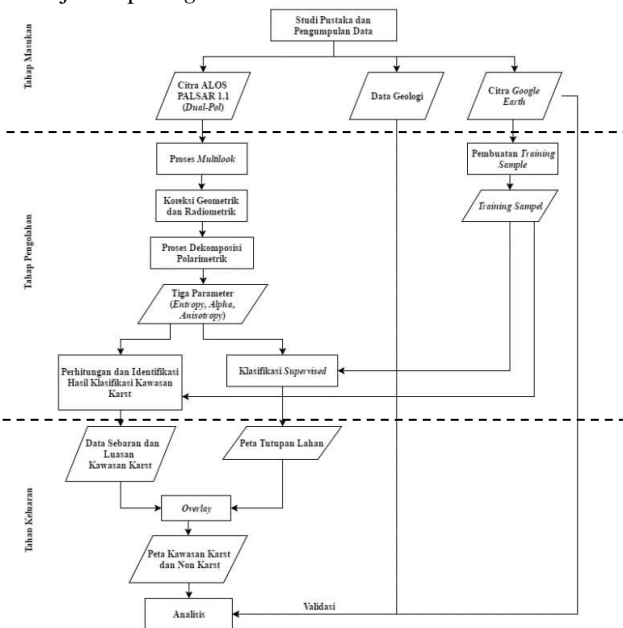 Studi Pustaka dan
Pengumpulan Data
Tahap Masukan
Citra ALOS
PALSAR 1.1
(Dual-Pol)
Data Geologi
Citra Google
Earth
Tahap Pengolahan
Proses Multilook
Pembuatan Training
Sample
Koreksi Geometrik
dan Radiometrik
Training Sampel
Proses Dekomposisi
Polarimetrik
Tiga Parameter
(Entropy, Alpha,
Anisotropy)
Perhitungan dan Identifikasi
Hasil Klasifikasi Kawasan
Karst
Klasifikasi Supervised
Tahap Keluaran
Data Sebaran dan
Luasan
Kawasan Karst
Peta Tutupan Lahan
Overlay
Peta Kawasan Karst
dan Non Karst
Analisis
Validasi